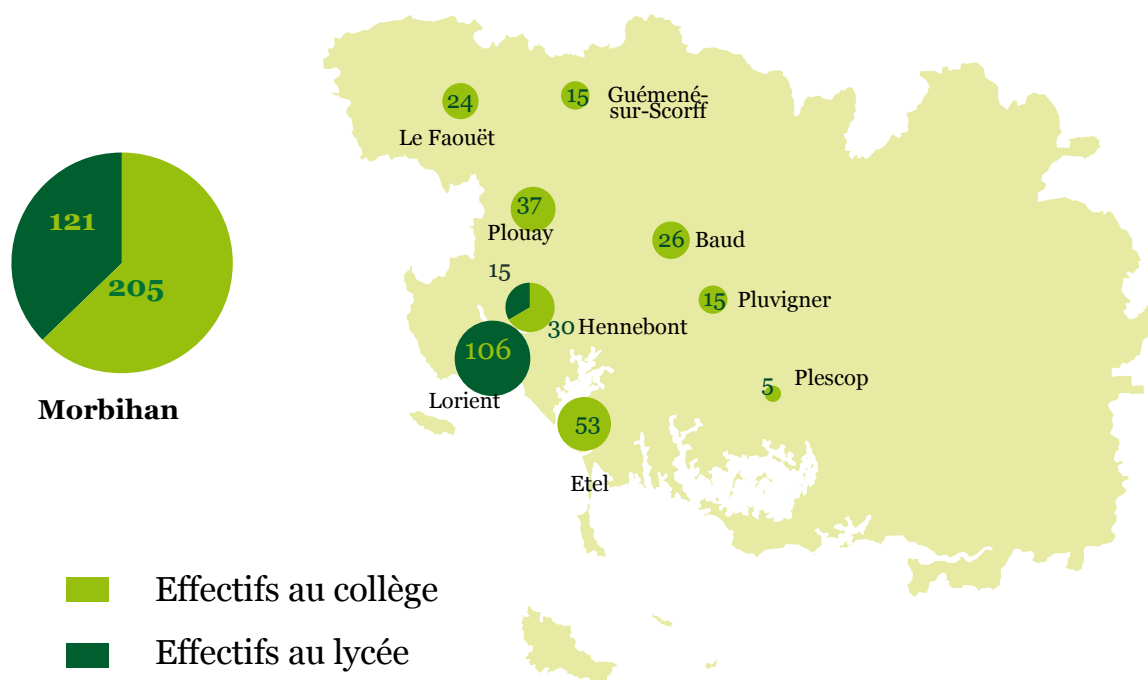 24
Le Faouët
15
Guémené-
sur-Scorff
121
205
Morbihan
37
Plouay
26 Baud
15
30 Hennebont
15 Pluvigner
106
Lorient
5
Plescop
53
Etel
Effectifs au collège
Effectifs au lycée